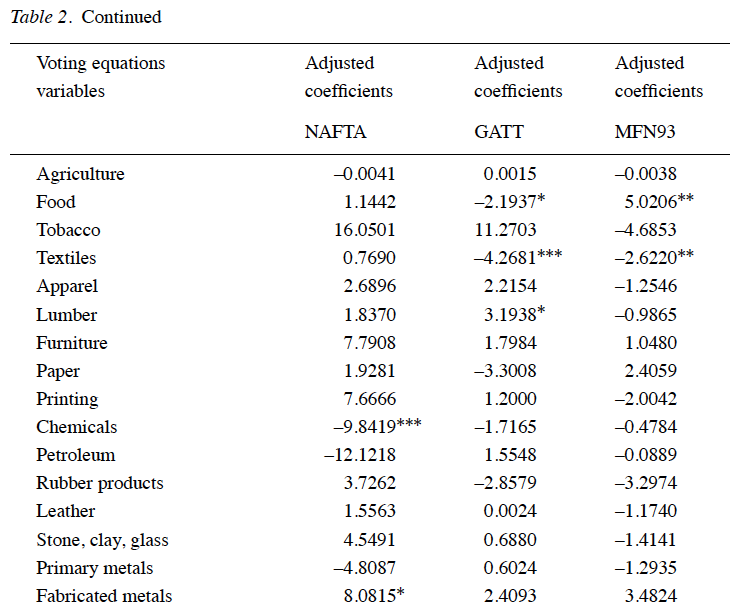 Table 2. Continued
Voting equations Adjusted Adjusted Adjusted
variables coefficients coefficients coefficients
NAFTA GATT MFN93
Agriculture –0.0041 0.0015 –0.0038
Food 1.1442 –2.1937* 5.0206**
Tobacco 16.0501 11.2703 –4.6853
Textiles 0.7690 –4.2681*** –2.6220**
Apparel 2.6896 2.2154 –1.2546
Lumber 1.8370 3.1938* –0.9865
Furniture 7.7908 1.7984 1.0480
Paper 1.9281 –3.3008 2.4059
Printing 7.6666 1.2000 –2.0042
Chemicals –9.8419*** –1.7165 –0.4784
Petroleum –12.1218 1.5548 –0.0889
Rubber products 3.7262 –2.8579 –3.2974
Leather 1.5563 0.0024 –1.1740
Stone, clay, glass 4.5491 0.6880 –1.4141
Primary metals –4.8087 0.6024 –1.2935
Fabricated metals 8.0815* 2.4093 3.4824